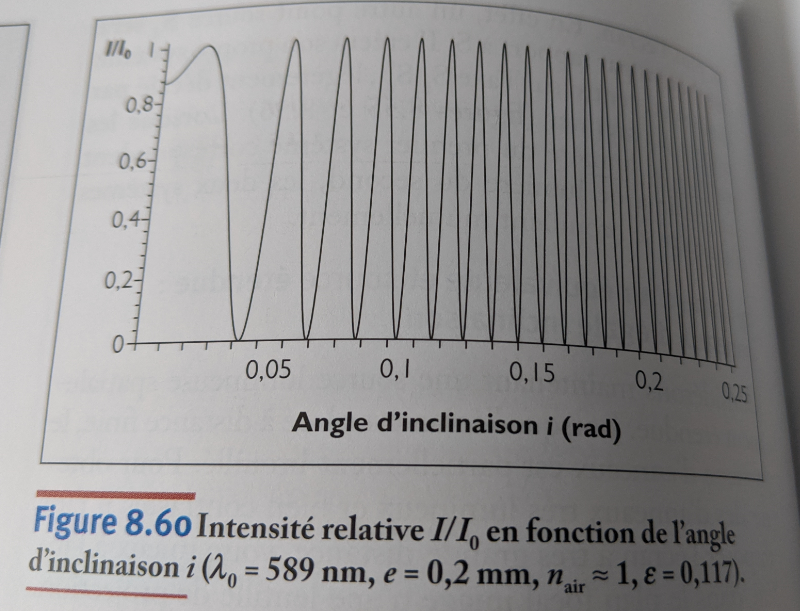 I/I₀ 1
0,8
0,6
0,4
0,2
0
0,05 0,1 0,15 0,2 0,25
Angle d'inclinaison i (rad)
Figure 8.60 Intensité relative I/I₀ en fonction de l'angle
d'inclinaison i (λ₀ = 589 nm, e = 0,2 mm, nair ≈ 1, ε = 0,117).